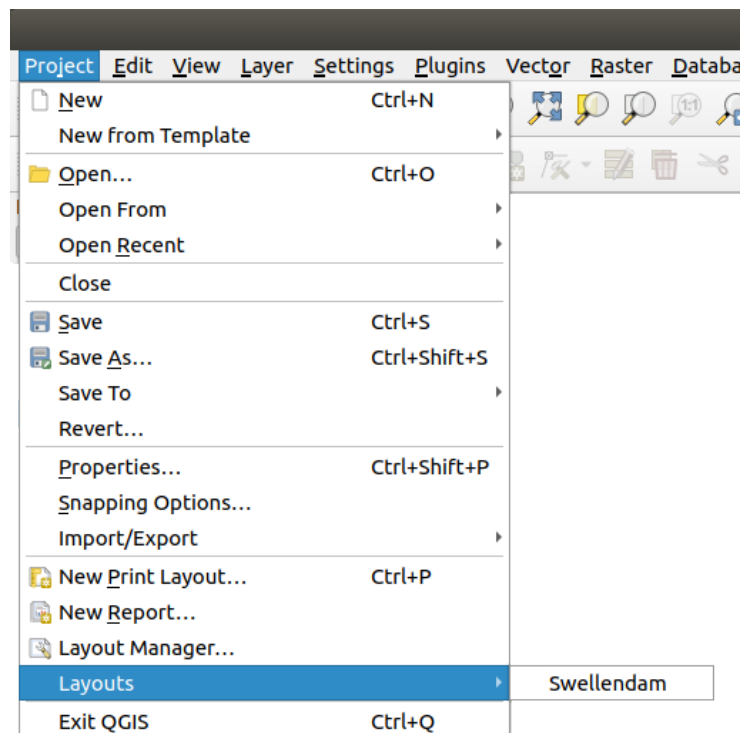 Project Edit View Layer Settings Plugins Vector Raster Databa
New Ctrl+N
New from Template
Open... Ctrl+O
Open From
Open Recent
Close
Save Ctrl+S
Save As... Ctrl+Shift+S
Save To
Revert...
Properties... Ctrl+Shift+P
Snapping Options...
Import/Export
New Print Layout... Ctrl+P
New Report...
Layout Manager...
Layouts Swellendam
Exit QGIS Ctrl+Q